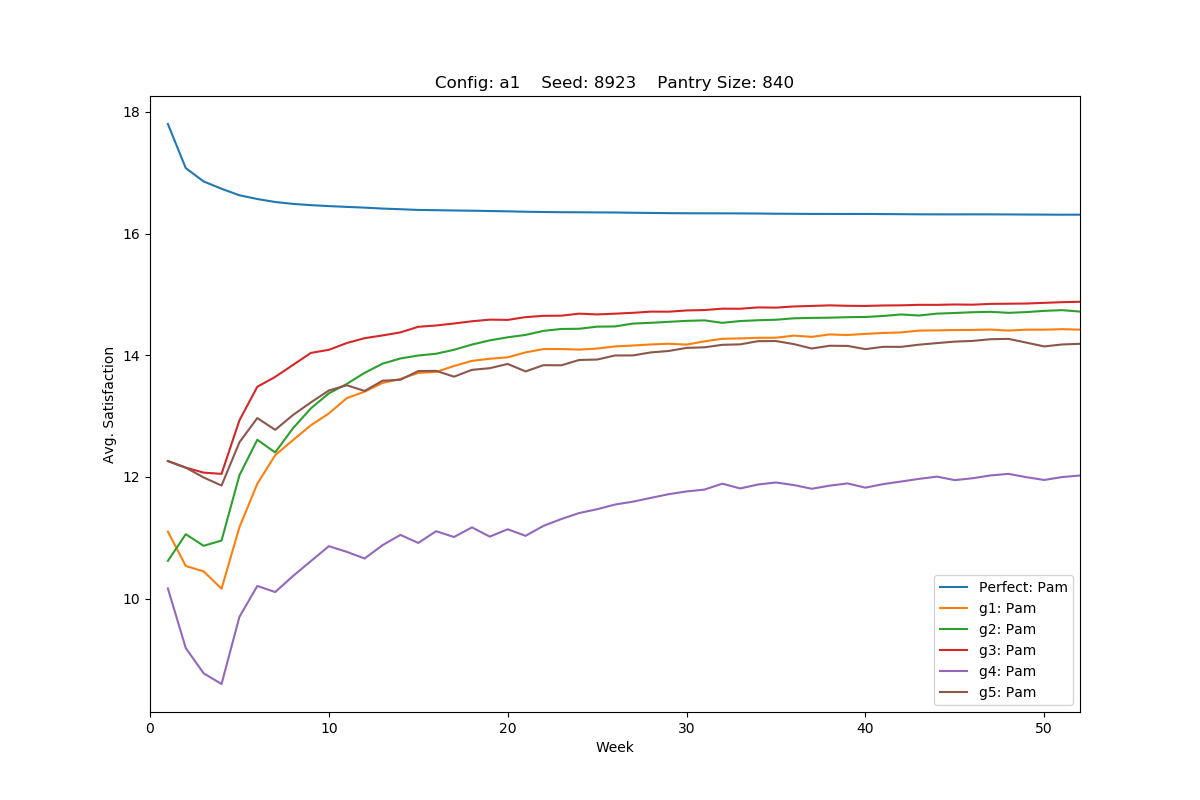 Config: a1    Seed: 8923    Pantry Size: 840
18
16
14
12
10
Avg. Satisfaction
0
10
20
30
40
50
Week
Perfect: Pam
g1: Pam
g2: Pam
g3: Pam
g4: Pam
g5: Pam